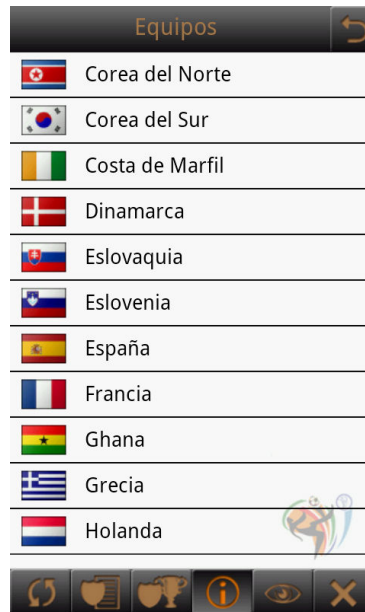 Equipos
Corea del Norte
Corea del Sur
Costa de Marfil
Dinamarca
Eslovaquia
Eslovenia
España
Francia
Ghana
Grecia
Holanda